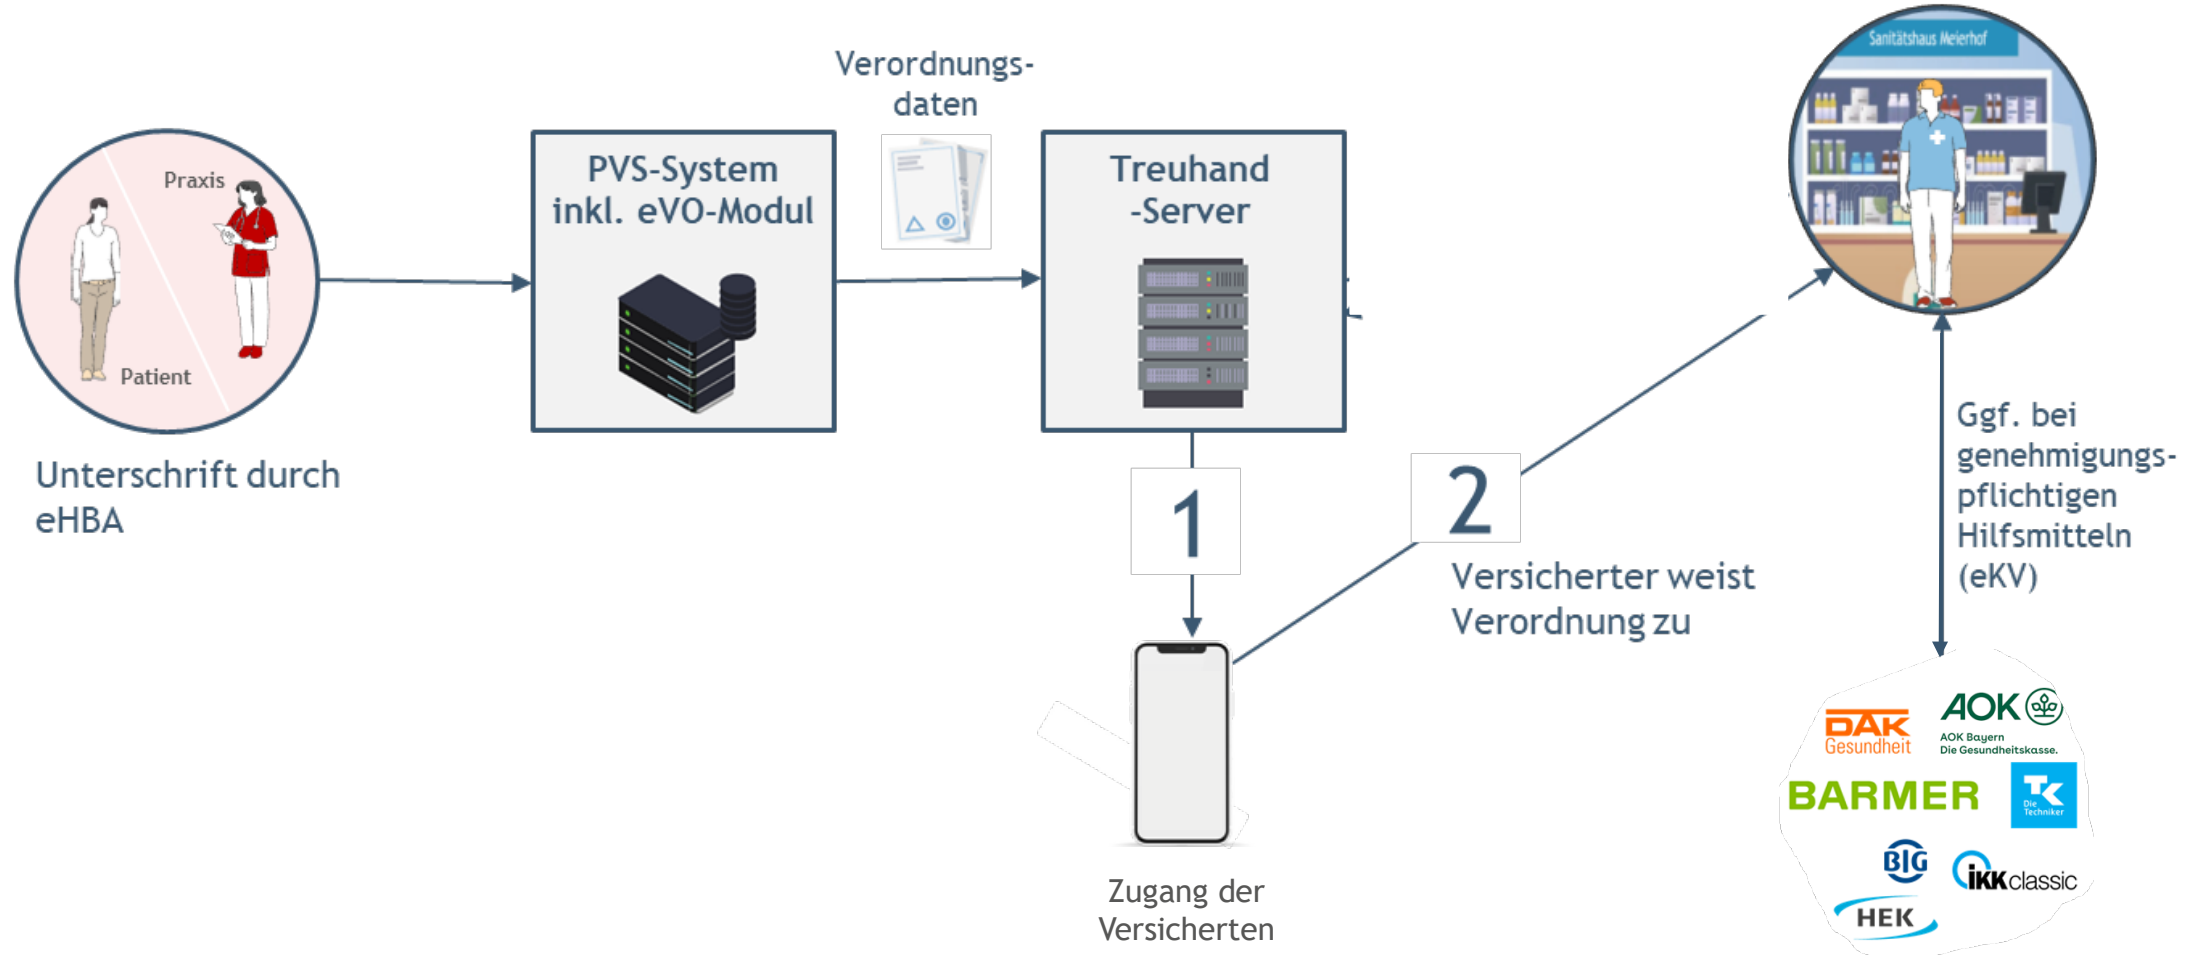 Praxis
Patient
Unterschrift durch
eHBA
PVS-System
inkl. eVO-Modul
Verordnungs-
daten
Treuhand
-Server
1
Zugang der
Versicherten
2
Versicherter weist
Verordnung zu
Sanitätshaus Meierhof
Ggf. bei
genehmigungs-
pflichtigen
Hilfsmitteln
(eKV)
DAK
Gesundheit
AOK
AOK Bayern
Die Gesundheitskasse.
BARMER
TK
Die
Techniker
BIG
iKK classic
HEK